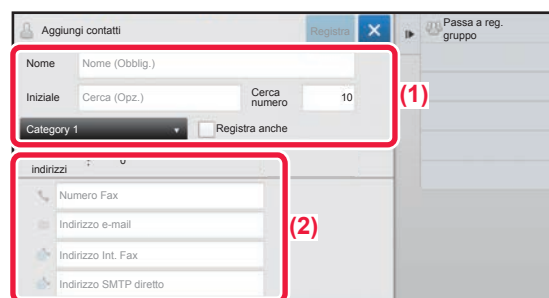 Aggiungi contatti
Registra
Passa a reg.
gruppo
Nome
Nome (Obblig.)
Iniziale
Cerca (Opz.)
Cerca
numero
10
(1)
Category 1
Registra anche
indirizzi
Numero Fax
Indirizzo e-mail
(2)
Indirizzo Int. Fax
Indirizzo SMTP diretto